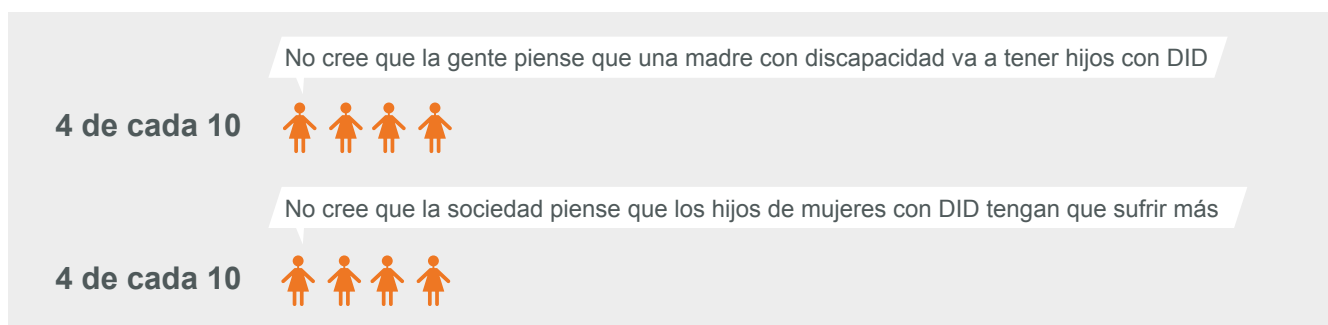 No cree que la gente piense que una madre con discapacidad va a tener hijos con DID
4 de cada 10
No cree que la sociedad piense que los hijos de mujeres con DID tengan que sufrir más
4 de cada 10